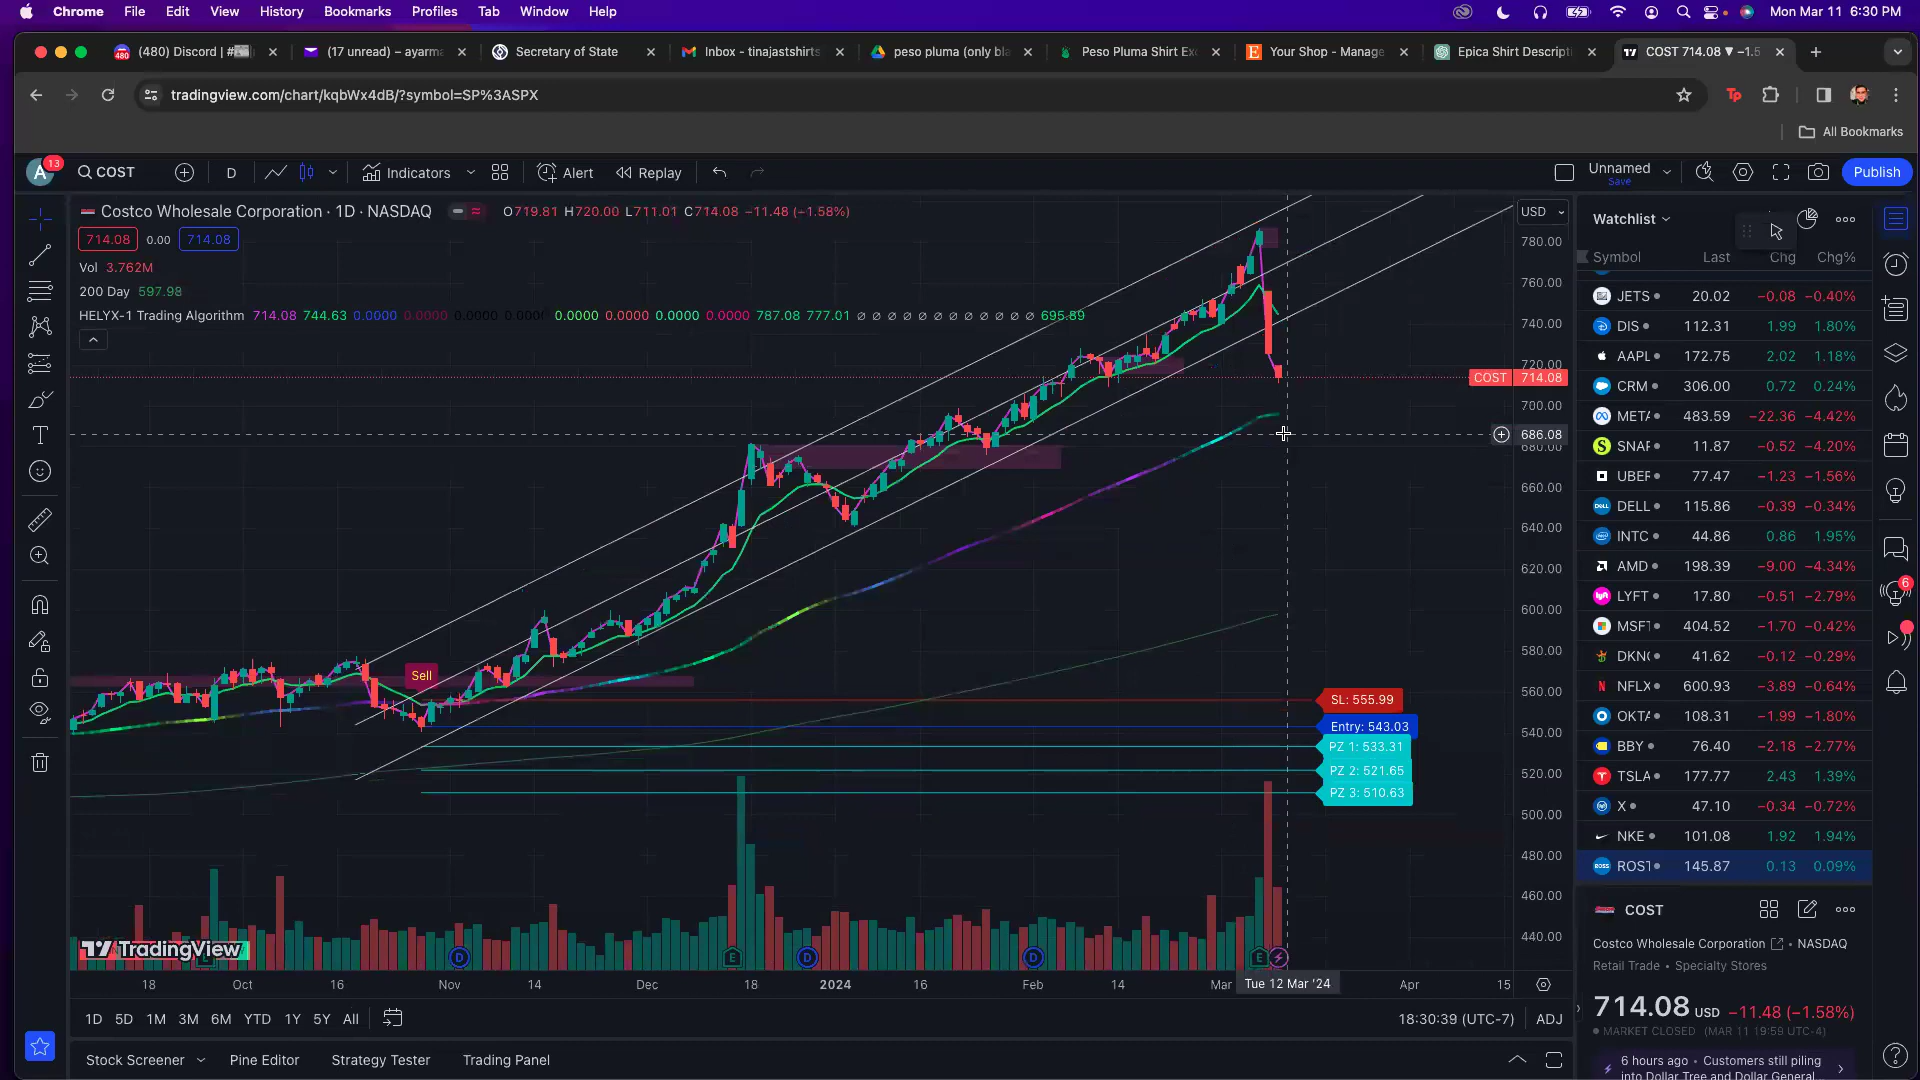 Chrome File Edit View History Bookmarks Profiles Tab Window Help Mon Mar 11 6:30 PM
(480) Discord | # (17 unread) – ayarma Secretary of State Inbox - tinajastshirts peso pluma (only bla Peso Pluma Shirt Exc Your Shop - Manage Epica Shirt Descripti COST 714.08 ▼ −1.5
tradingview.com/chart/kqbWx4dB/?symbol=SP%3ASPX
All Bookmarks
A 13 COST D Indicators Alert Replay Unnamed Save Publish
Costco Wholesale Corporation · 1D · NASDAQ O719.81 H720.00 L711.01 C714.08 −11.48 (−1.58%)
714.08 0.00 714.08
Vol 3.762M
200 Day 597.98
HELYX-1 Trading Algorithm 714.08 744.63 0.0000 0.0000 0.0000 0.0000 0.0000 0.0000 0.0000 0.0000 787.08 777.01 ∅ ∅ ∅ ∅ ∅ ∅ ∅ ∅ ∅ ∅ ∅ 695.89
USD
780.00
760.00
740.00
720.00
COST 714.08
700.00
686.08
680.00
660.00
640.00
620.00
600.00
580.00
560.00
540.00
520.00
500.00
480.00
460.00
440.00
Sell
SL: 555.99
Entry: 543.03
PZ 1: 533.31
PZ 2: 521.65
PZ 3: 510.63
TradingView
D E D D E
18 Oct 16 Nov 14 Dec 18 2024 16 Feb 14 Mar Tue 12 Mar '24 Apr 15
1D 5D 1M 3M 6M YTD 1Y 5Y All 18:30:39 (UTC-7) ADJ
Stock Screener Pine Editor Strategy Tester Trading Panel
Watchlist
Symbol Last Chg Chg%
JETS 20.02 −0.08 −0.40%
DIS 112.31 1.99 1.80%
AAPL 172.75 2.02 1.18%
CRM 306.00 0.72 0.24%
META 483.59 −22.36 −4.42%
SNAP 11.87 −0.52 −4.20%
UBER 77.47 −1.23 −1.56%
DELL 115.86 −0.39 −0.34%
INTC 44.86 0.86 1.95%
AMD 198.39 −9.00 −4.34%
LYFT 17.80 −0.51 −2.79%
MSFT 404.52 −1.70 −0.42%
DKNG 41.62 −0.12 −0.29%
NFLX 600.93 −3.89 −0.64%
OKTA 108.31 −1.99 −1.80%
BBY 76.40 −2.18 −2.77%
TSLA 177.77 2.43 1.39%
X 47.10 −0.34 −0.72%
NKE 101.08 1.92 1.94%
ROST 145.87 0.13 0.09%
6
COST
Costco Wholesale Corporation • NASDAQ
Retail Trade • Specialty Stores
714.08 USD −11.48 (−1.58%)
MARKET CLOSED (MAR 11 19:59 UTC-4)
6 hours ago • Customers still piling
into Dollar Tree and Dollar General...